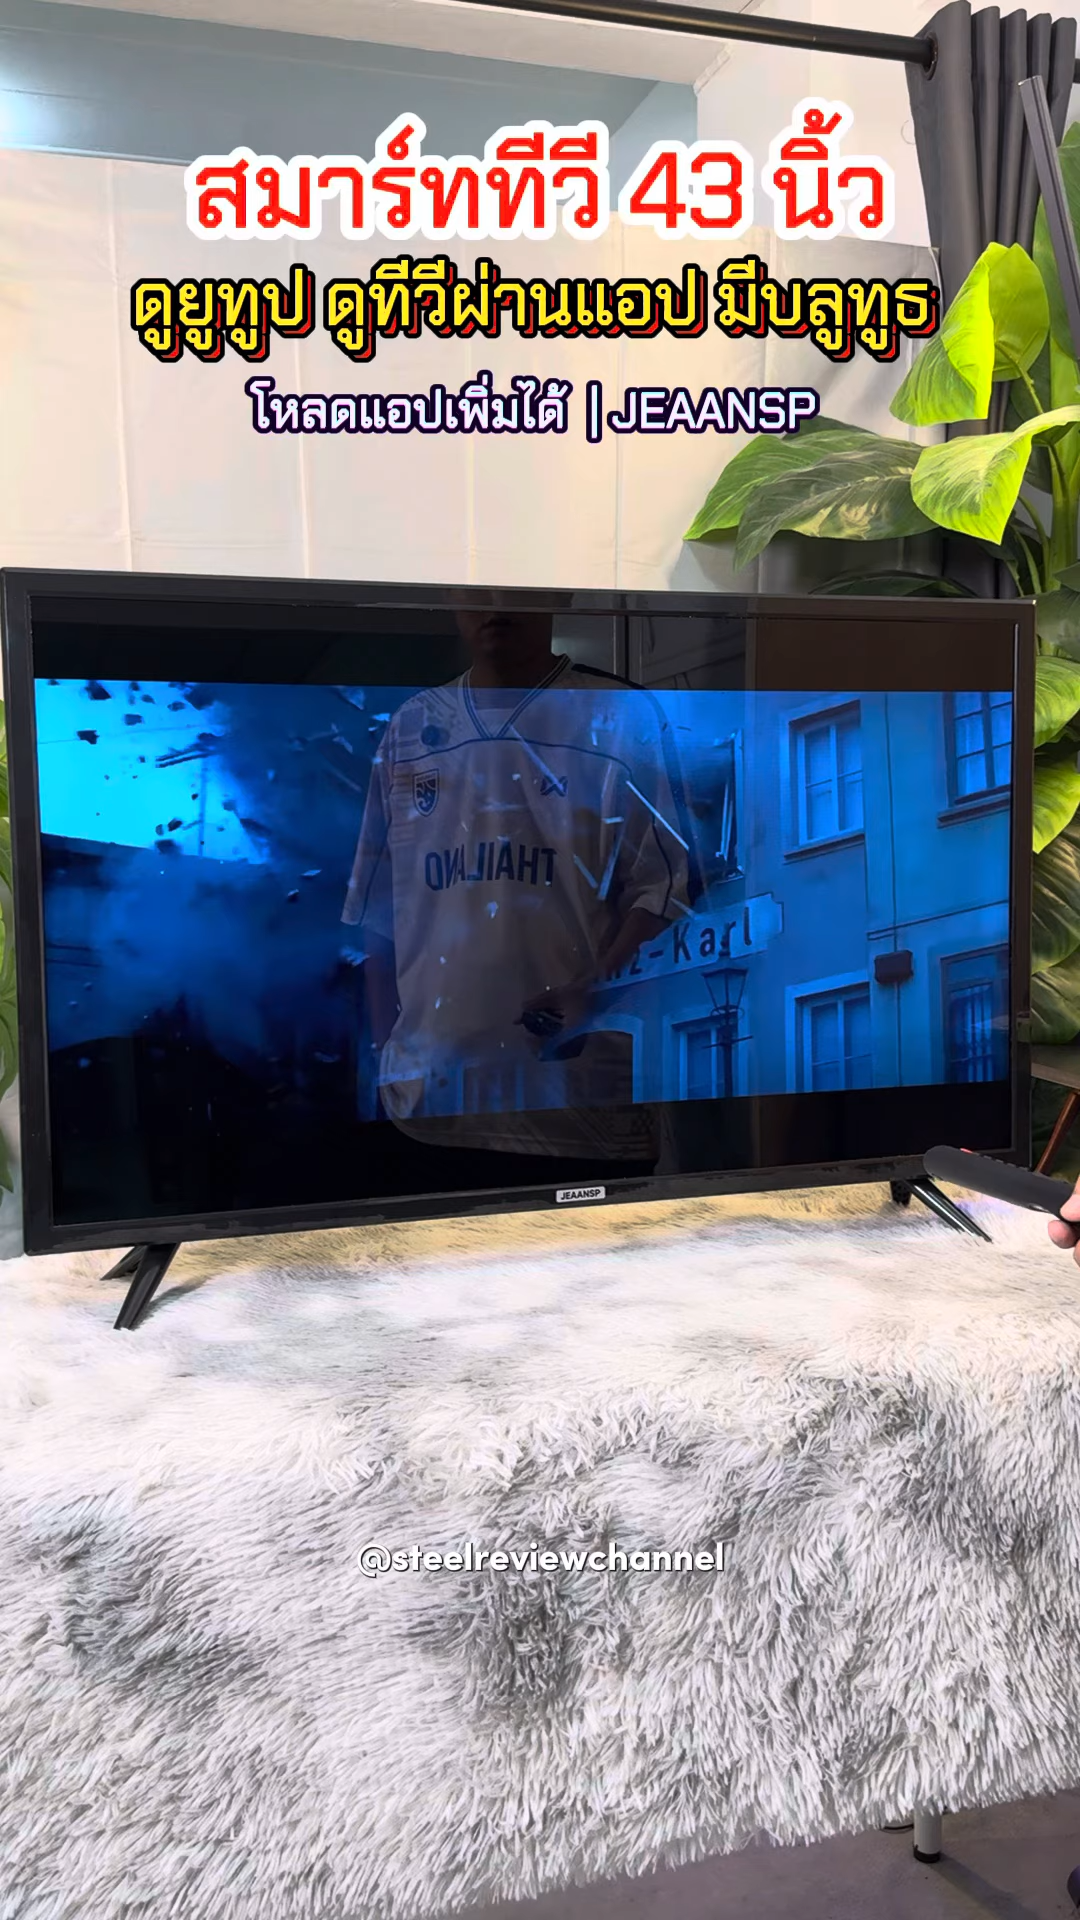 สมาร์ททีวี 43 นิ้ว
ดูยูทูป ดูทีวีผ่านแอป มีบลูทูธ
โหลดแอปเพิ่มได้ | JEAANSP
THAILAND
-Karl
JEAANSP
@steelreviewchannel